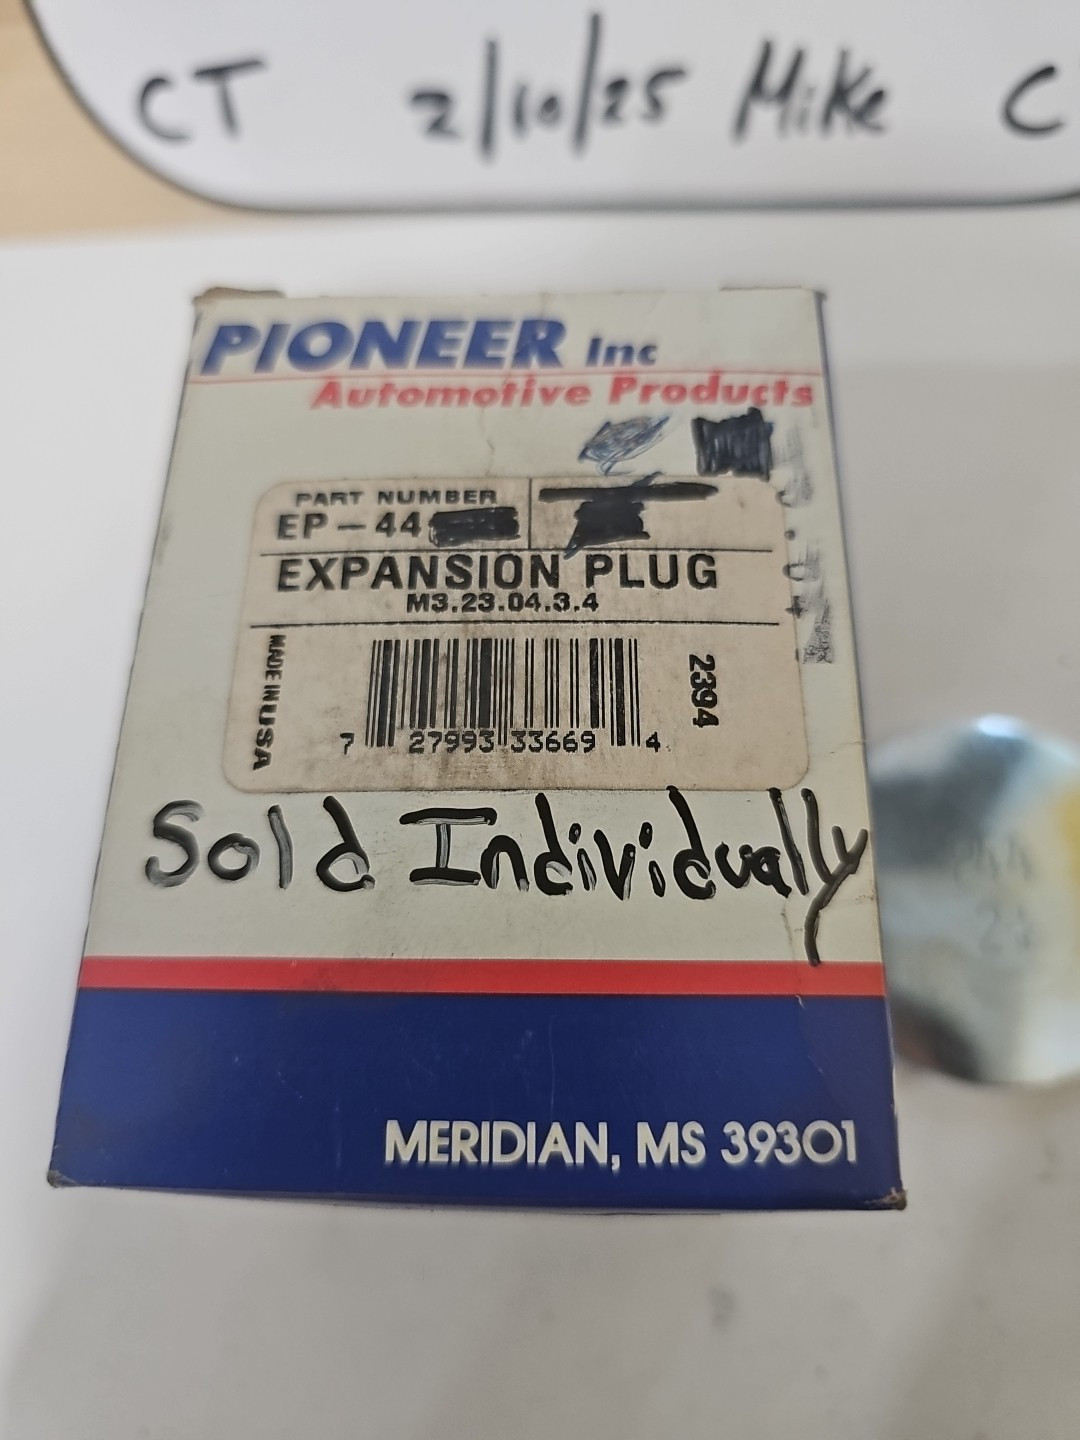 CT 2/10/25 Mike C
PIONEER Inc
Automotive Products
PART NUMBER
EP-44
EXPANSION PLUG
M3.23.04.3.4
MADE IN USA
2394
7 27993 33669 4
Sold Individually
MERIDIAN, MS 39301